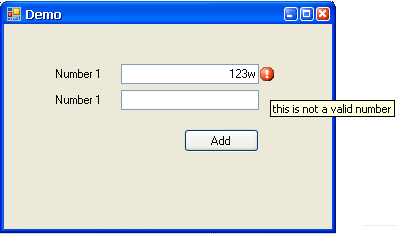 Demo
Number 1 123w
Number 1
this is not a valid number
Add